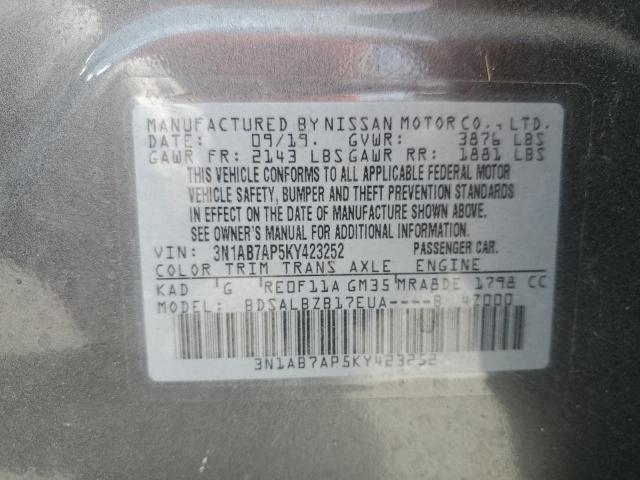 MANUFACTURED BY NISSAN MOTOR CO., LTD.
DATE: 09/19. GVWR: 3876 LBS
GAWR FR: 2143 LBS GAWR RR: 1881 LBS
THIS VEHICLE CONFORMS TO ALL APPLICABLE FEDERAL MOTOR
VEHICLE SAFETY, BUMPER AND THEFT PREVENTION STANDARDS
IN EFFECT ON THE DATE OF MANUFACTURE SHOWN ABOVE.
SEE OWNER'S MANUAL FOR ADDITIONAL INFORMATION.
VIN: 3N1AB7AP5KY423252 PASSENGER CAR.
COLOR TRIM TRANS AXLE ENGINE
KAD G RE0F11A GM35 MRA8DE 1798 CC
MODEL: BDSALBZB17EUA----B 4Z000
3N1AB7AP5KY423252